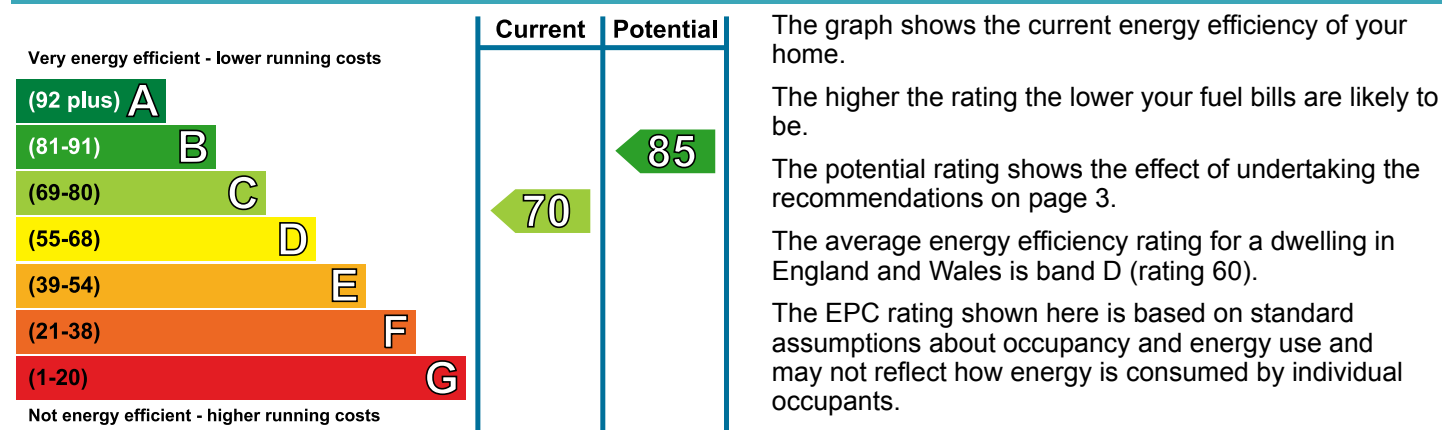 Current Potential
Very energy efficient - lower running costs
(92 plus) A
(81-91) B
85
(69-80) C
70
(55-68) D
(39-54) E
(21-38) F
(1-20) G
Not energy efficient - higher running costs
The graph shows the current energy efficiency of your
home.
The higher the rating the lower your fuel bills are likely to
be.
The potential rating shows the effect of undertaking the
recommendations on page 3.
The average energy efficiency rating for a dwelling in
England and Wales is band D (rating 60).
The EPC rating shown here is based on standard
assumptions about occupancy and energy use and
may not reflect how energy is consumed by individual
occupants.